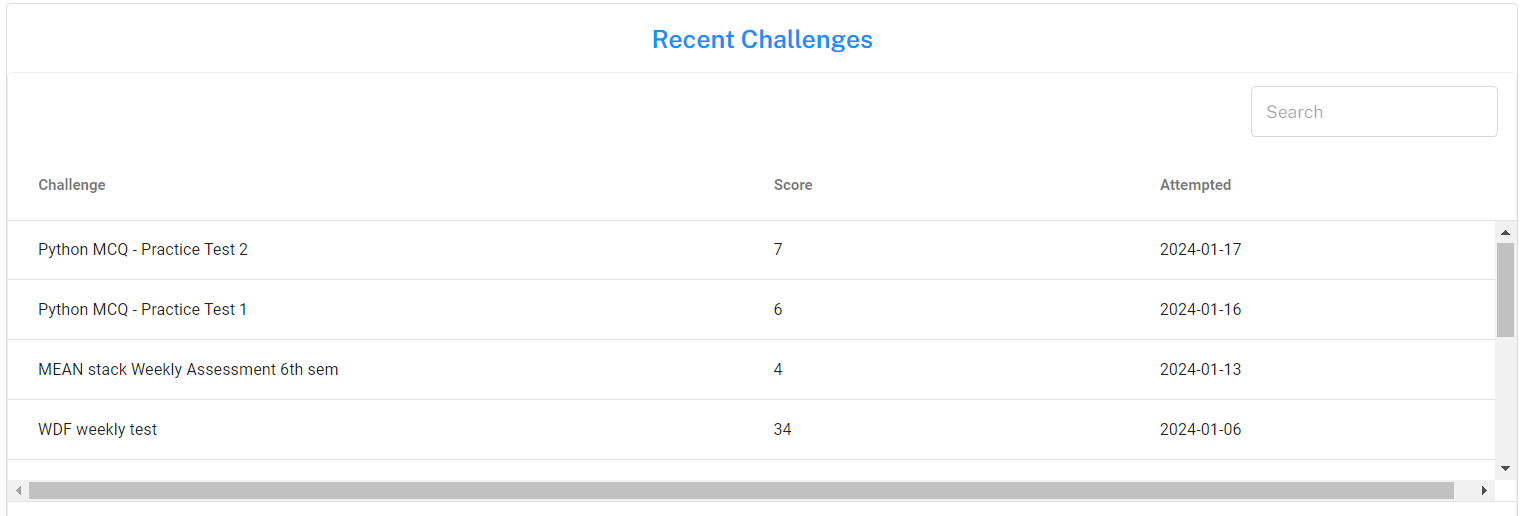 Recent Challenges
Search
Challenge Score Attempted
Python MCQ - Practice Test 2 7 2024-01-17
Python MCQ - Practice Test 1 6 2024-01-16
MEAN stack Weekly Assessment 6th sem 4 2024-01-13
WDF weekly test 34 2024-01-06